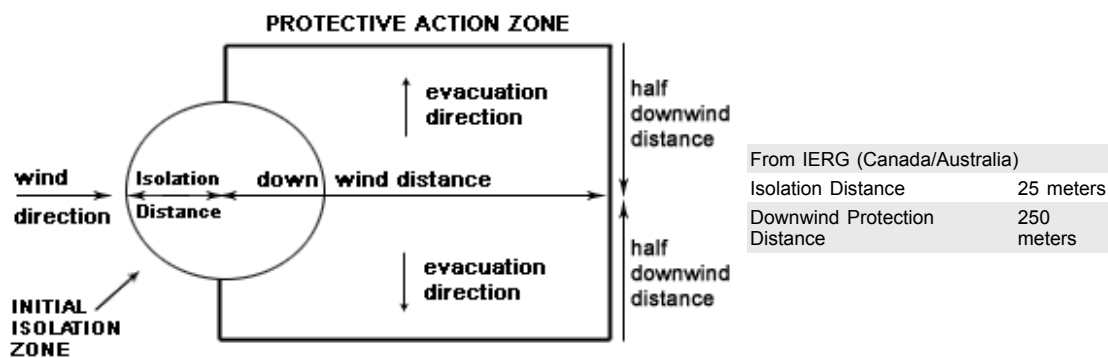 PROTECTIVE ACTION ZONE
evacuation
direction
half
downwind
distance
wind
direction
Isolation
Distance
down wind distance
evacuation
direction
half
downwind
distance
INITIAL
ISOLATION
ZONE
From IERG (Canada/Australia)
Isolation Distance 25 meters
Downwind Protection 250
Distance meters